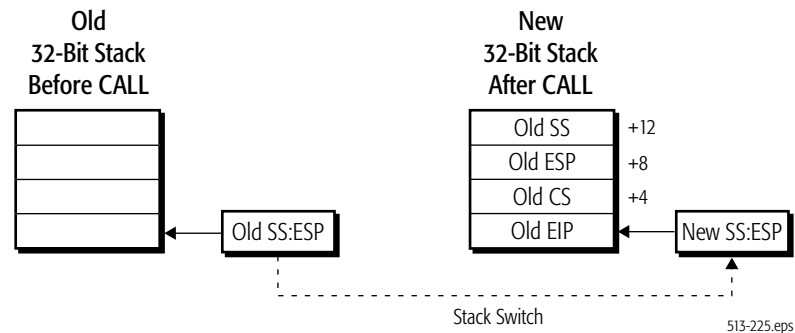 Old
32-Bit Stack
Before CALL
New
32-Bit Stack
After CALL
Old SS +12
Old ESP +8
Old CS +4
Old SS:ESP
Old EIP
New SS:ESP
Stack Switch
513-225.eps